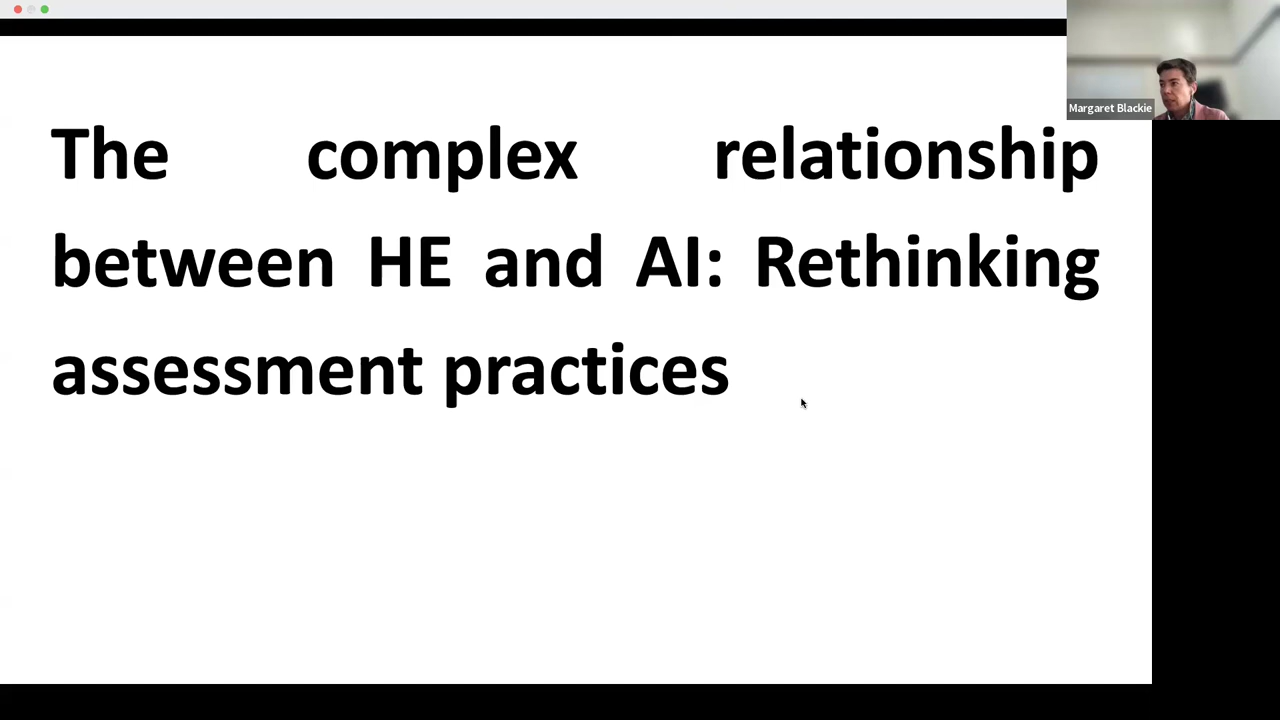 Margaret Blackie
The complex relationship
between HE and AI: Rethinking
assessment practices